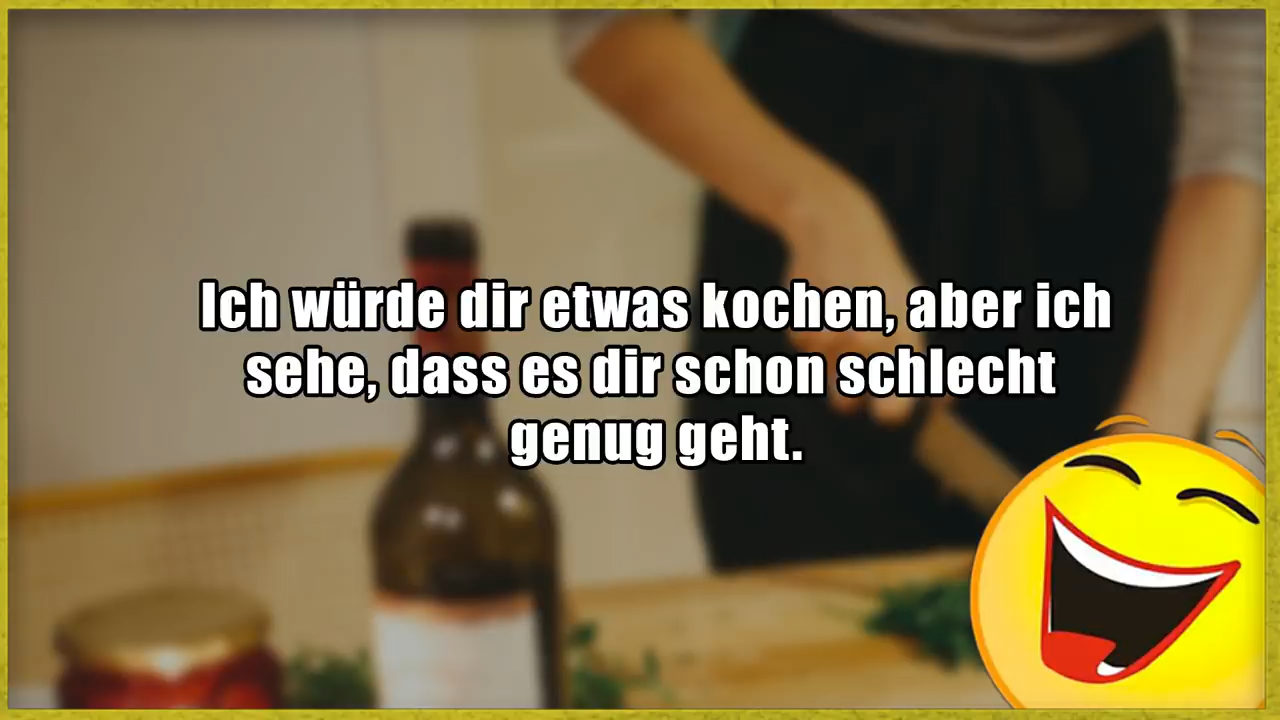 Ich würde dir etwas kochen, aber ich
sehe, dass es dir schon schlecht
genug geht.